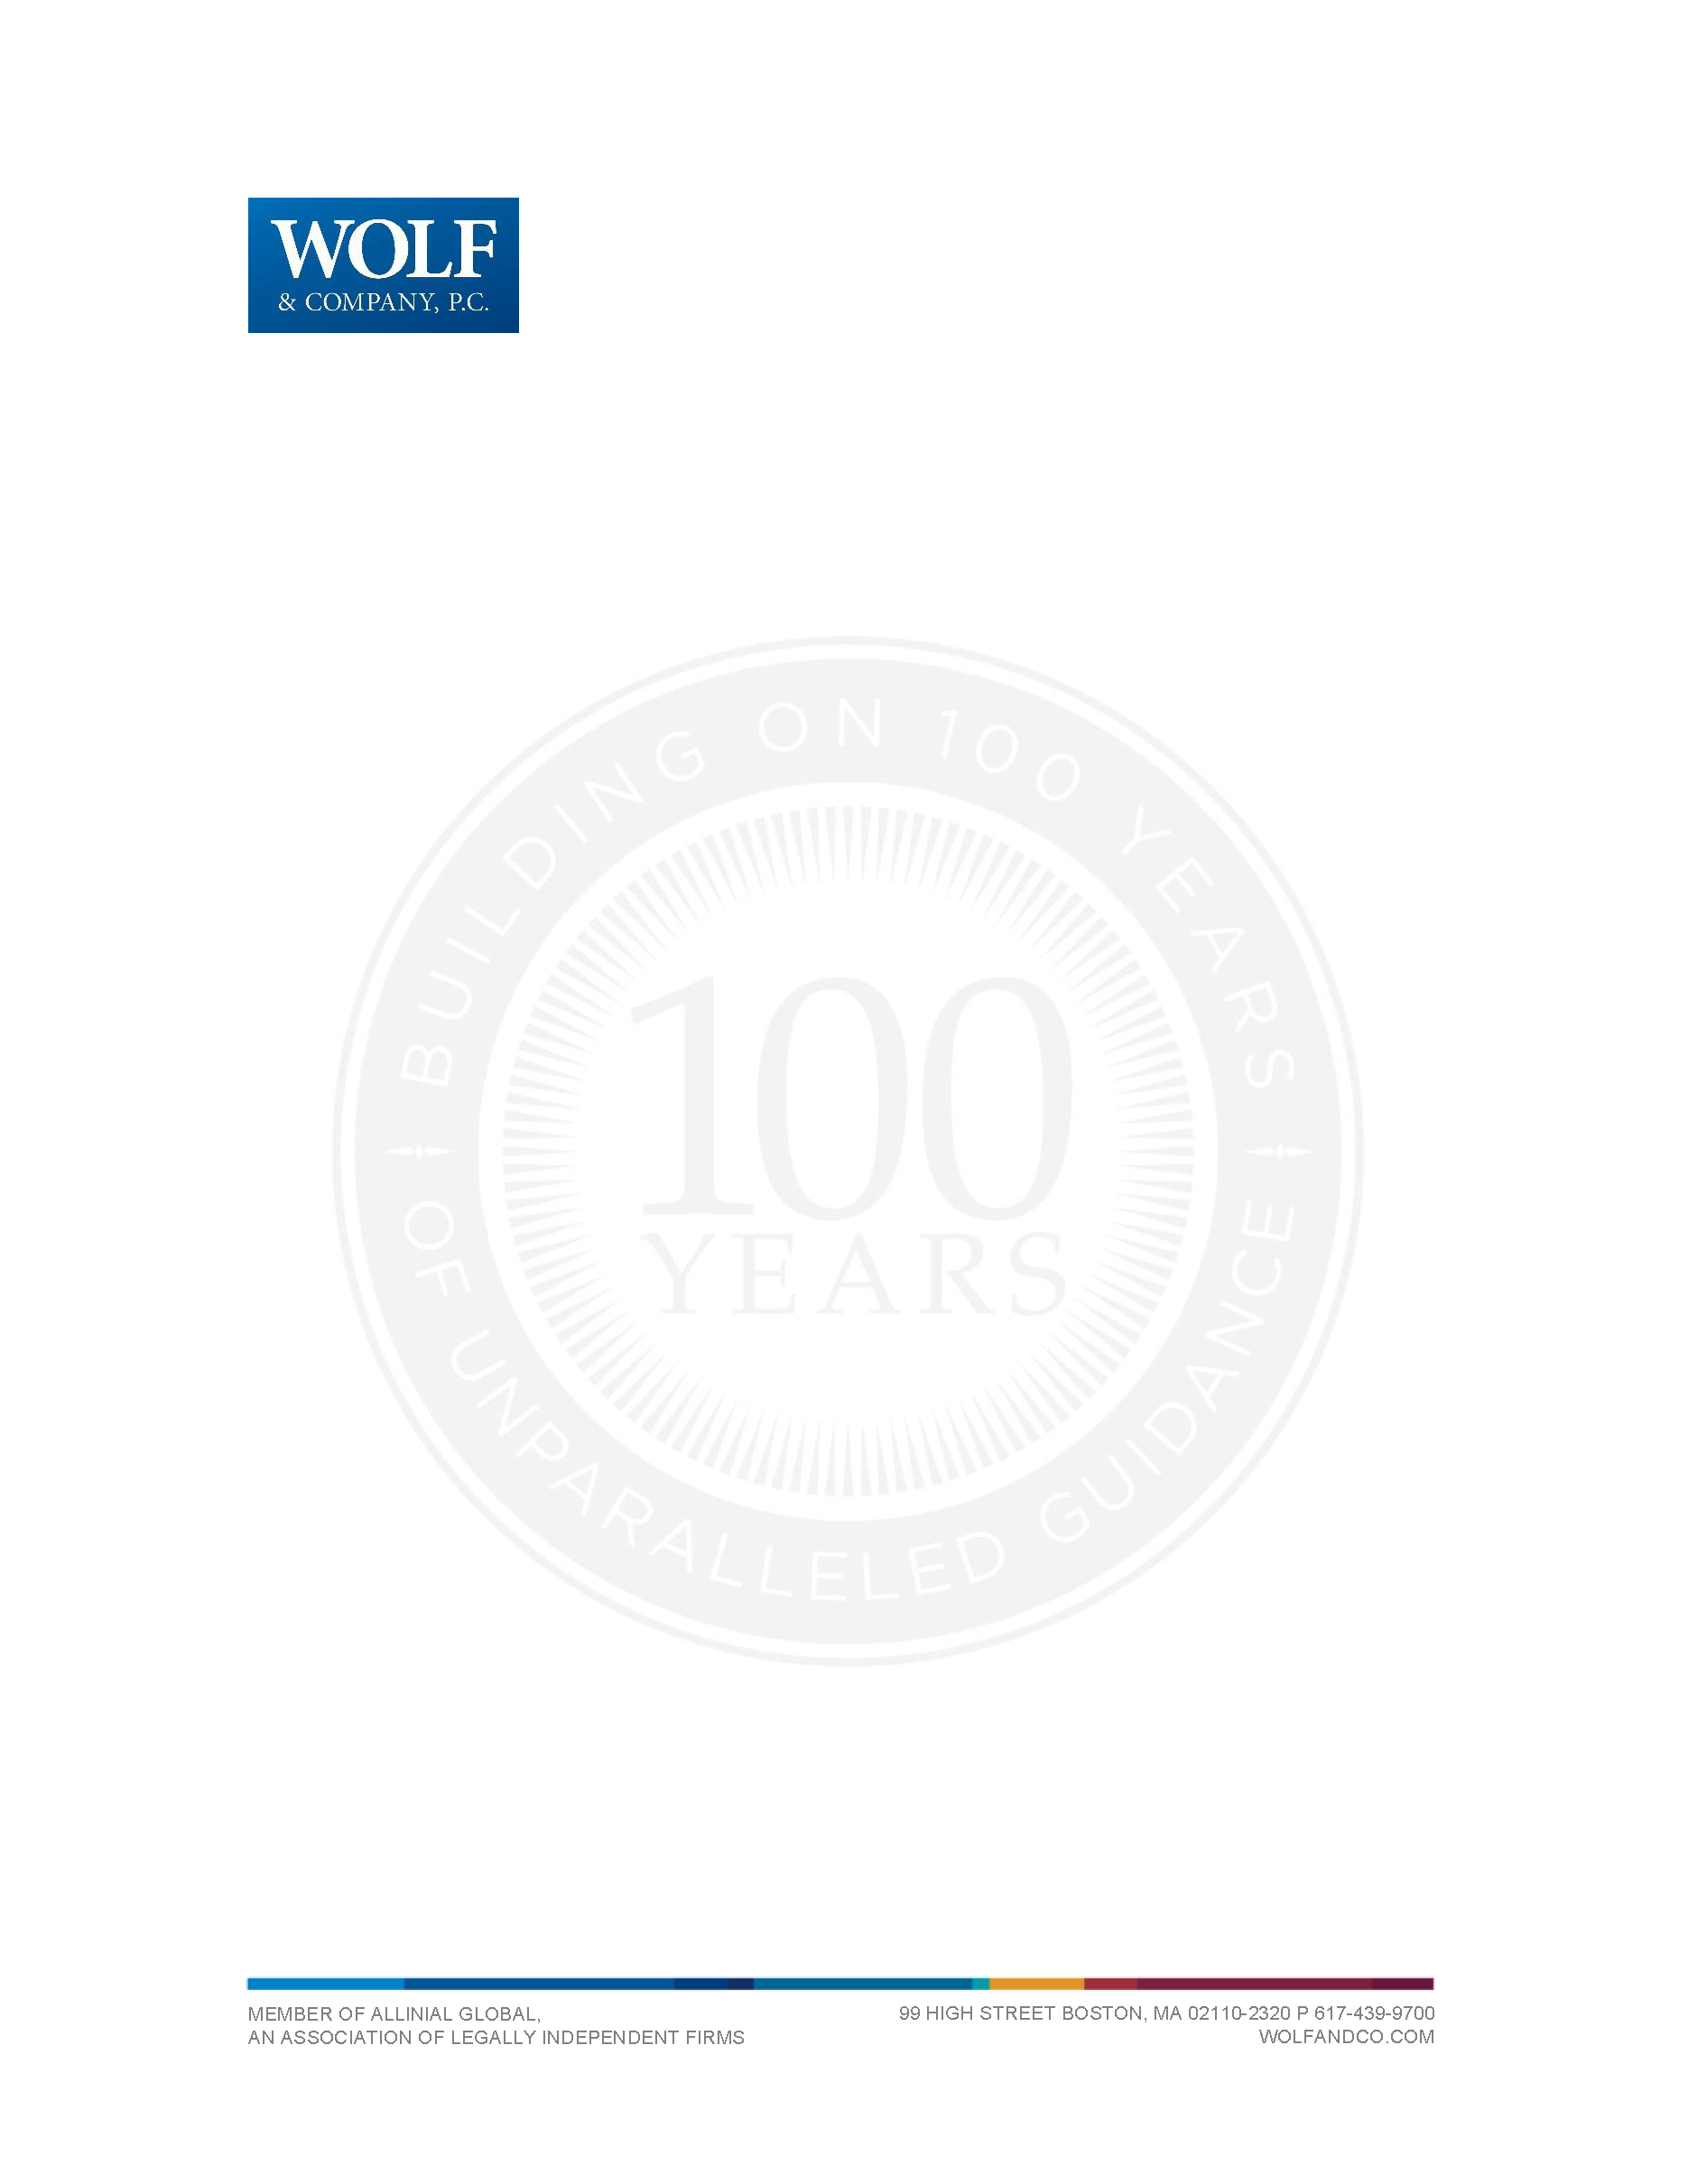 WOLF
& COMPANY, P.C.
BUILDING ON 100 YEARS
100
YEARS
OF UNPARALLELED GUIDANCE
MEMBER OF ALLINIAL GLOBAL,
AN ASSOCIATION OF LEGALLY INDEPENDENT FIRMS
99 HIGH STREET BOSTON, MA 02110-2320 P 617-439-9700
WOLFANDCO.COM